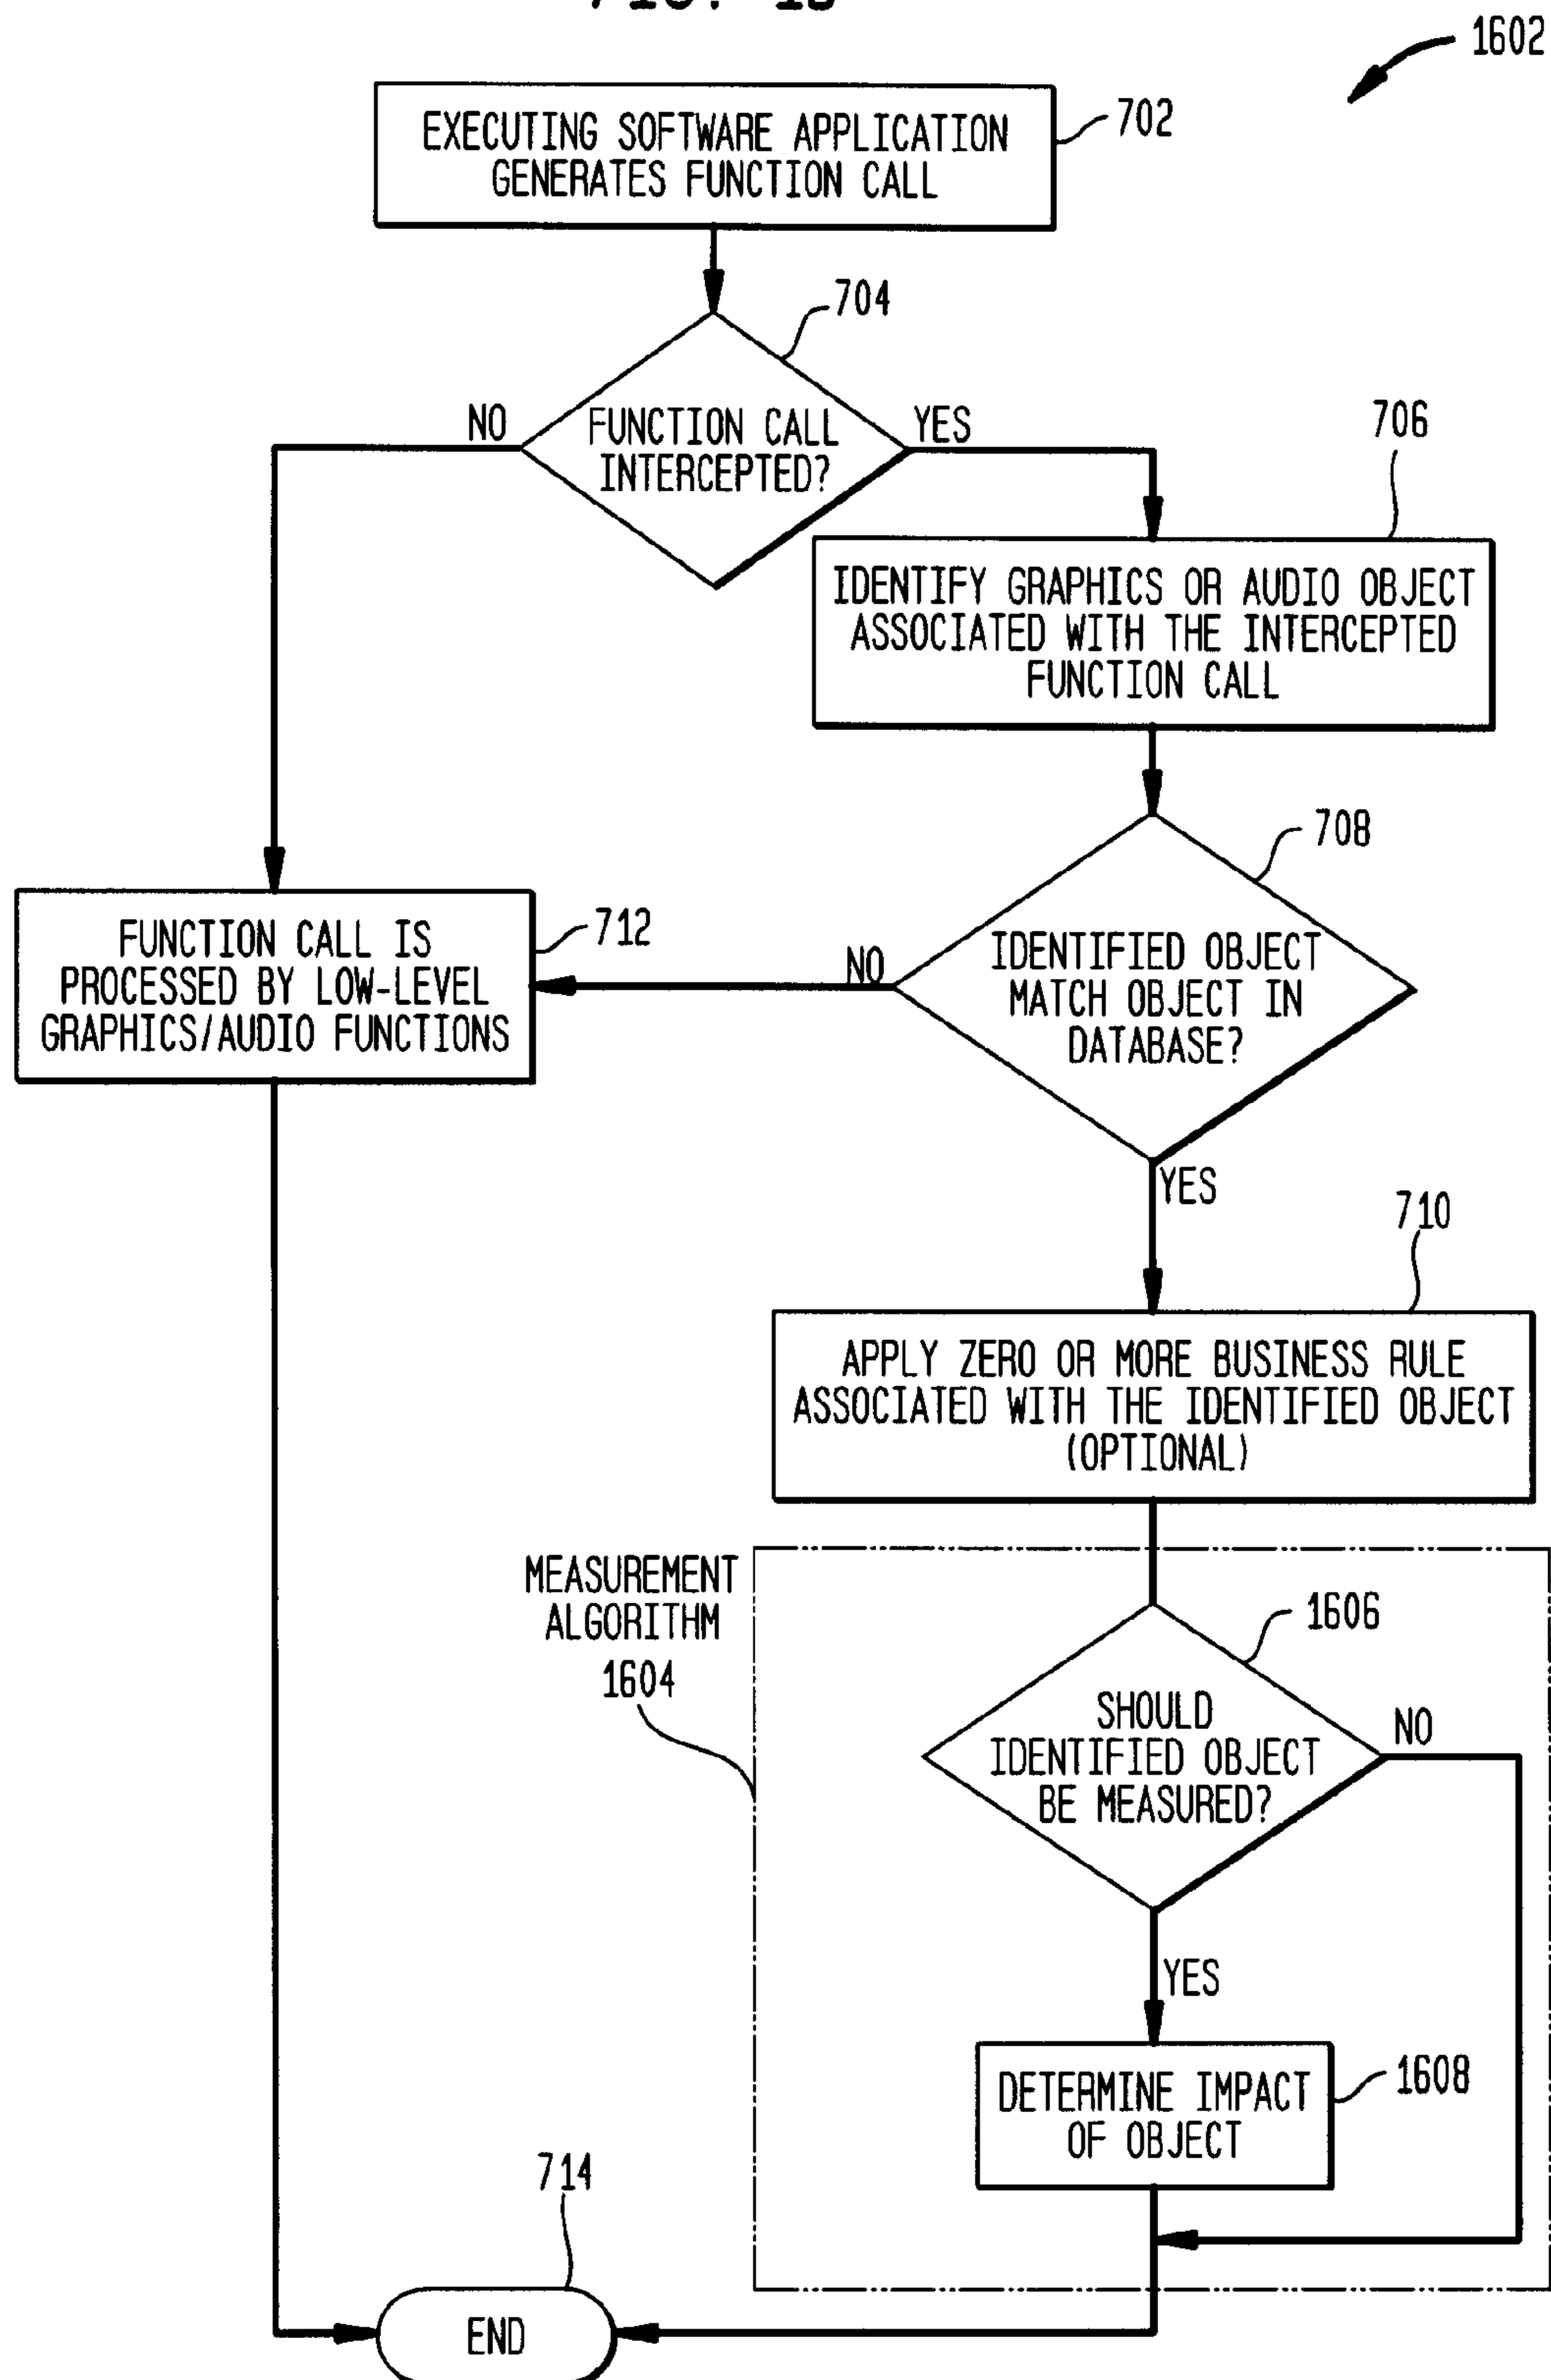 1602
EXECUTING SOFTWARE APPLICATION
GENERATES FUNCTION CALL
702
704
NO
FUNCTION CALL
INTERCEPTED?
YES
706
IDENTIFY GRAPHICS OR AUDIO OBJECT
ASSOCIATED WITH THE INTERCEPTED
FUNCTION CALL
708
FUNCTION CALL IS
PROCESSED BY LOW-LEVEL
GRAPHICS/AUDIO FUNCTIONS
712
NO
IDENTIFIED OBJECT
MATCH OBJECT IN
DATABASE?
YES
710
APPLY ZERO OR MORE BUSINESS RULE
ASSOCIATED WITH THE IDENTIFIED OBJECT
(OPTIONAL)
MEASUREMENT
ALGORITHM
1604
1606
SHOULD
IDENTIFIED OBJECT
BE MEASURED?
NO
YES
DETERMINE IMPACT
OF OBJECT
1608
714
END